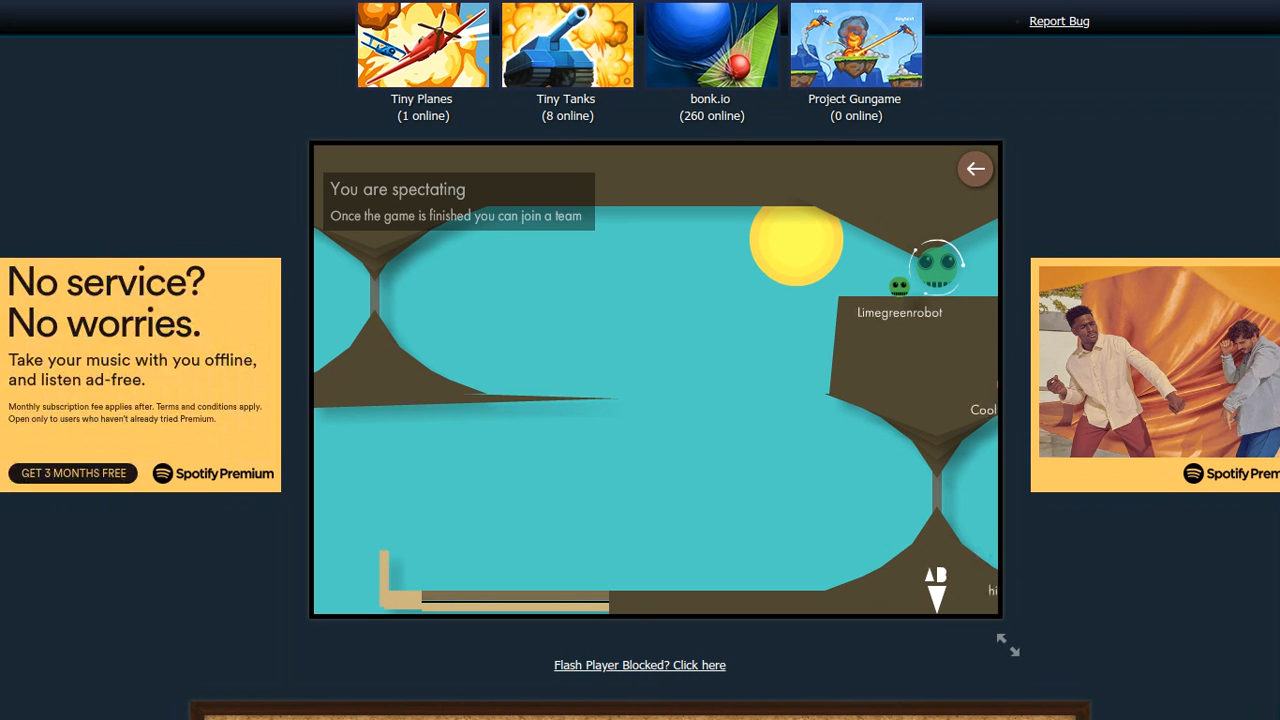 Report Bug
Tiny Planes
(1 online)
Tiny Tanks
(8 online)
bonk.io
(260 online)
Project Gungame
(0 online)
You are spectating
Once the game is finished you can join a team
Limegreenrobot
Cool
AB
hi
No service?
No worries.
Take your music with you offline,
and listen ad-free.
Monthly subscription fee applies after. Terms and conditions apply.
Open only to users who haven't already tried Premium.
GET 3 MONTHS FREE
Spotify Premium
Spotify Prem
Flash Player Blocked? Click here